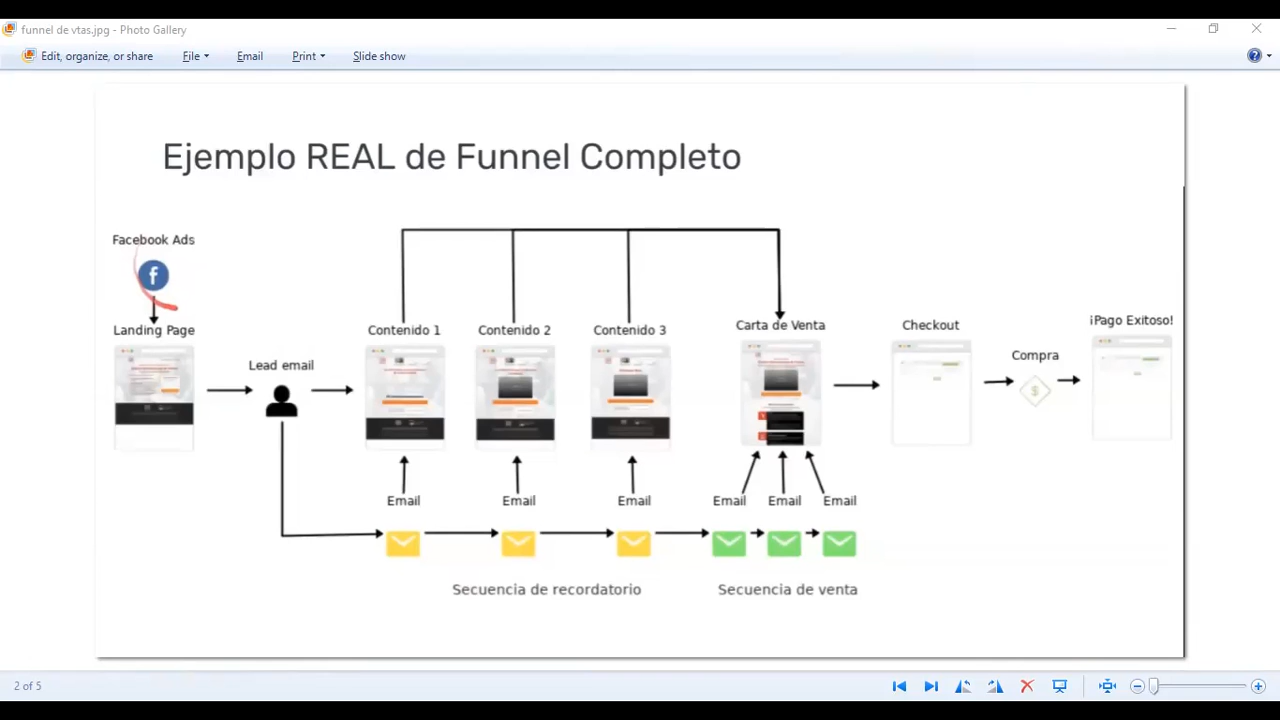 funnel de vtas.jpg - Photo Gallery
Edit, organize, or share
File
Email
Print
Slide show
Ejemplo REAL de Funnel Completo
Facebook Ads
Landing Page
Lead email
Contenido 1
Contenido 2
Contenido 3
Carta de Venta
Checkout
Compra
¡Pago Exitoso!
Email
Email
Email
Email
Email
Email
Secuencia de recordatorio
Secuencia de venta
2 of 5